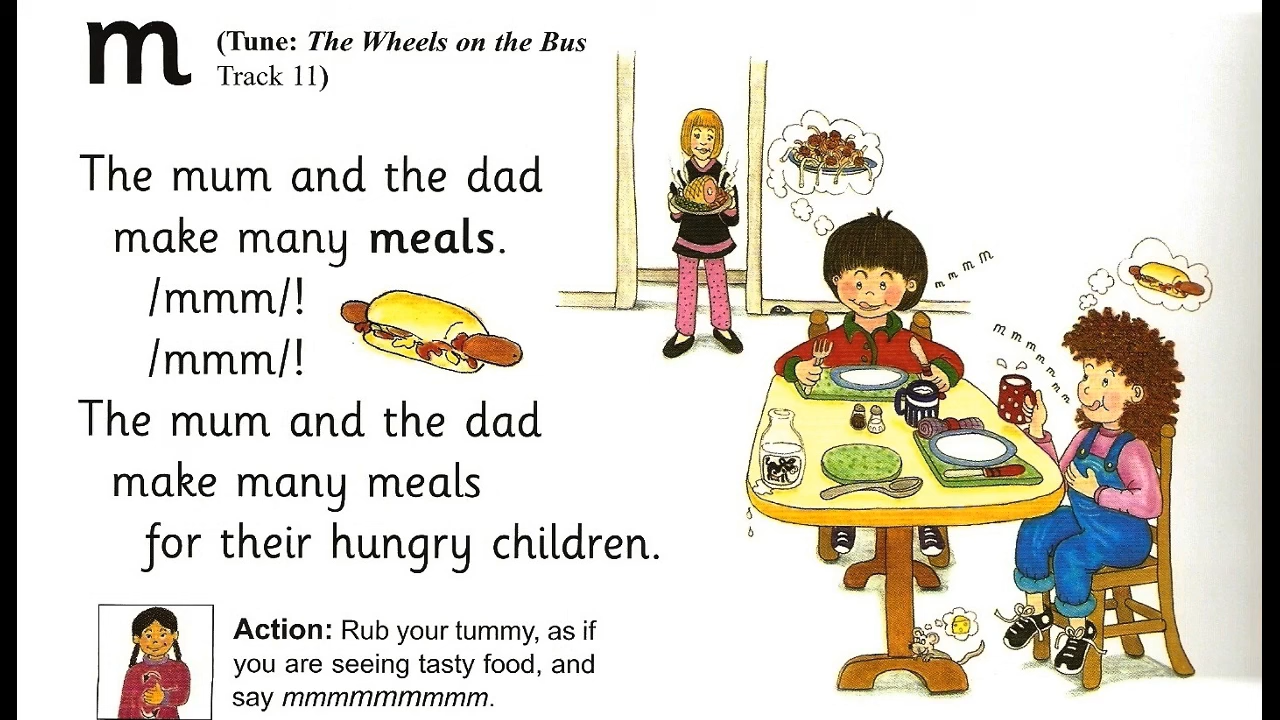 m
(Tune: The Wheels on the Bus
Track 11)
The mum and the dad
make many meals.
/mmm/!
/mmm/!
The mum and the dad
make many meals
for their hungry children.
m m m m
m m m m m m m
Action: Rub your tummy, as if
you are seeing tasty food, and
say mmmmmmmmm.